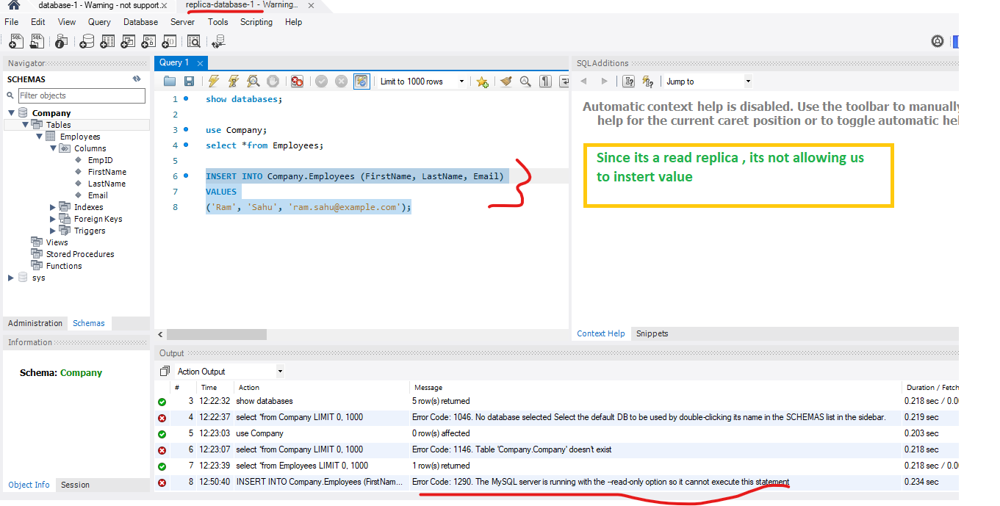 database-1 - Warning - not support.
replica-database-1 - Warning...
File Edit View Query Database Server Tools Scripting Help
Navigator
SCHEMAS
Filter objects
Company
Tables
Employees
Columns
EmpID
FirstName
LastName
Email
Indexes
Foreign Keys
Triggers
Views
Stored Procedures
Functions
sys
Administration Schemas
Information
Schema: Company
Object Info Session
Query 1
Limit to 1000 rows
1 show databases;
2
3 use Company;
4 select *from Employees;
5
6 INSERT INTO Company.Employees (FirstName, LastName, Email)
7 VALUES
8 ('Ram', 'Sahu', 'ram.sahu@example.com');
SQLAdditions
Jump to
Automatic context help is disabled. Use the toolbar to manually
help for the current caret position or to toggle automatic hel
Since its a read replica , its not allowing us
to instert value
Context Help Snippets
Output
Action Output
# Time Action Message Duration / Fetch
3 12:22:32 show databases 5 row(s) returned 0.218 sec / 0.00
4 12:22:37 select *from Company LIMIT 0, 1000 Error Code: 1046. No database selected Select the default DB to be used by double-clicking its name in the SCHEMAS list in the sidebar. 0.219 sec
5 12:23:03 use Company 0 row(s) affected 0.203 sec
6 12:23:07 select *from Company LIMIT 0, 1000 Error Code: 1146. Table 'Company.Company' doesn't exist 0.218 sec
7 12:23:39 select *from Employees LIMIT 0, 1000 1 row(s) returned 0.218 sec / 0.00
8 12:50:40 INSERT INTO Company.Employees (FirstNam... Error Code: 1290. The MySQL server is running with the --read-only option so it cannot execute this statement 0.234 sec